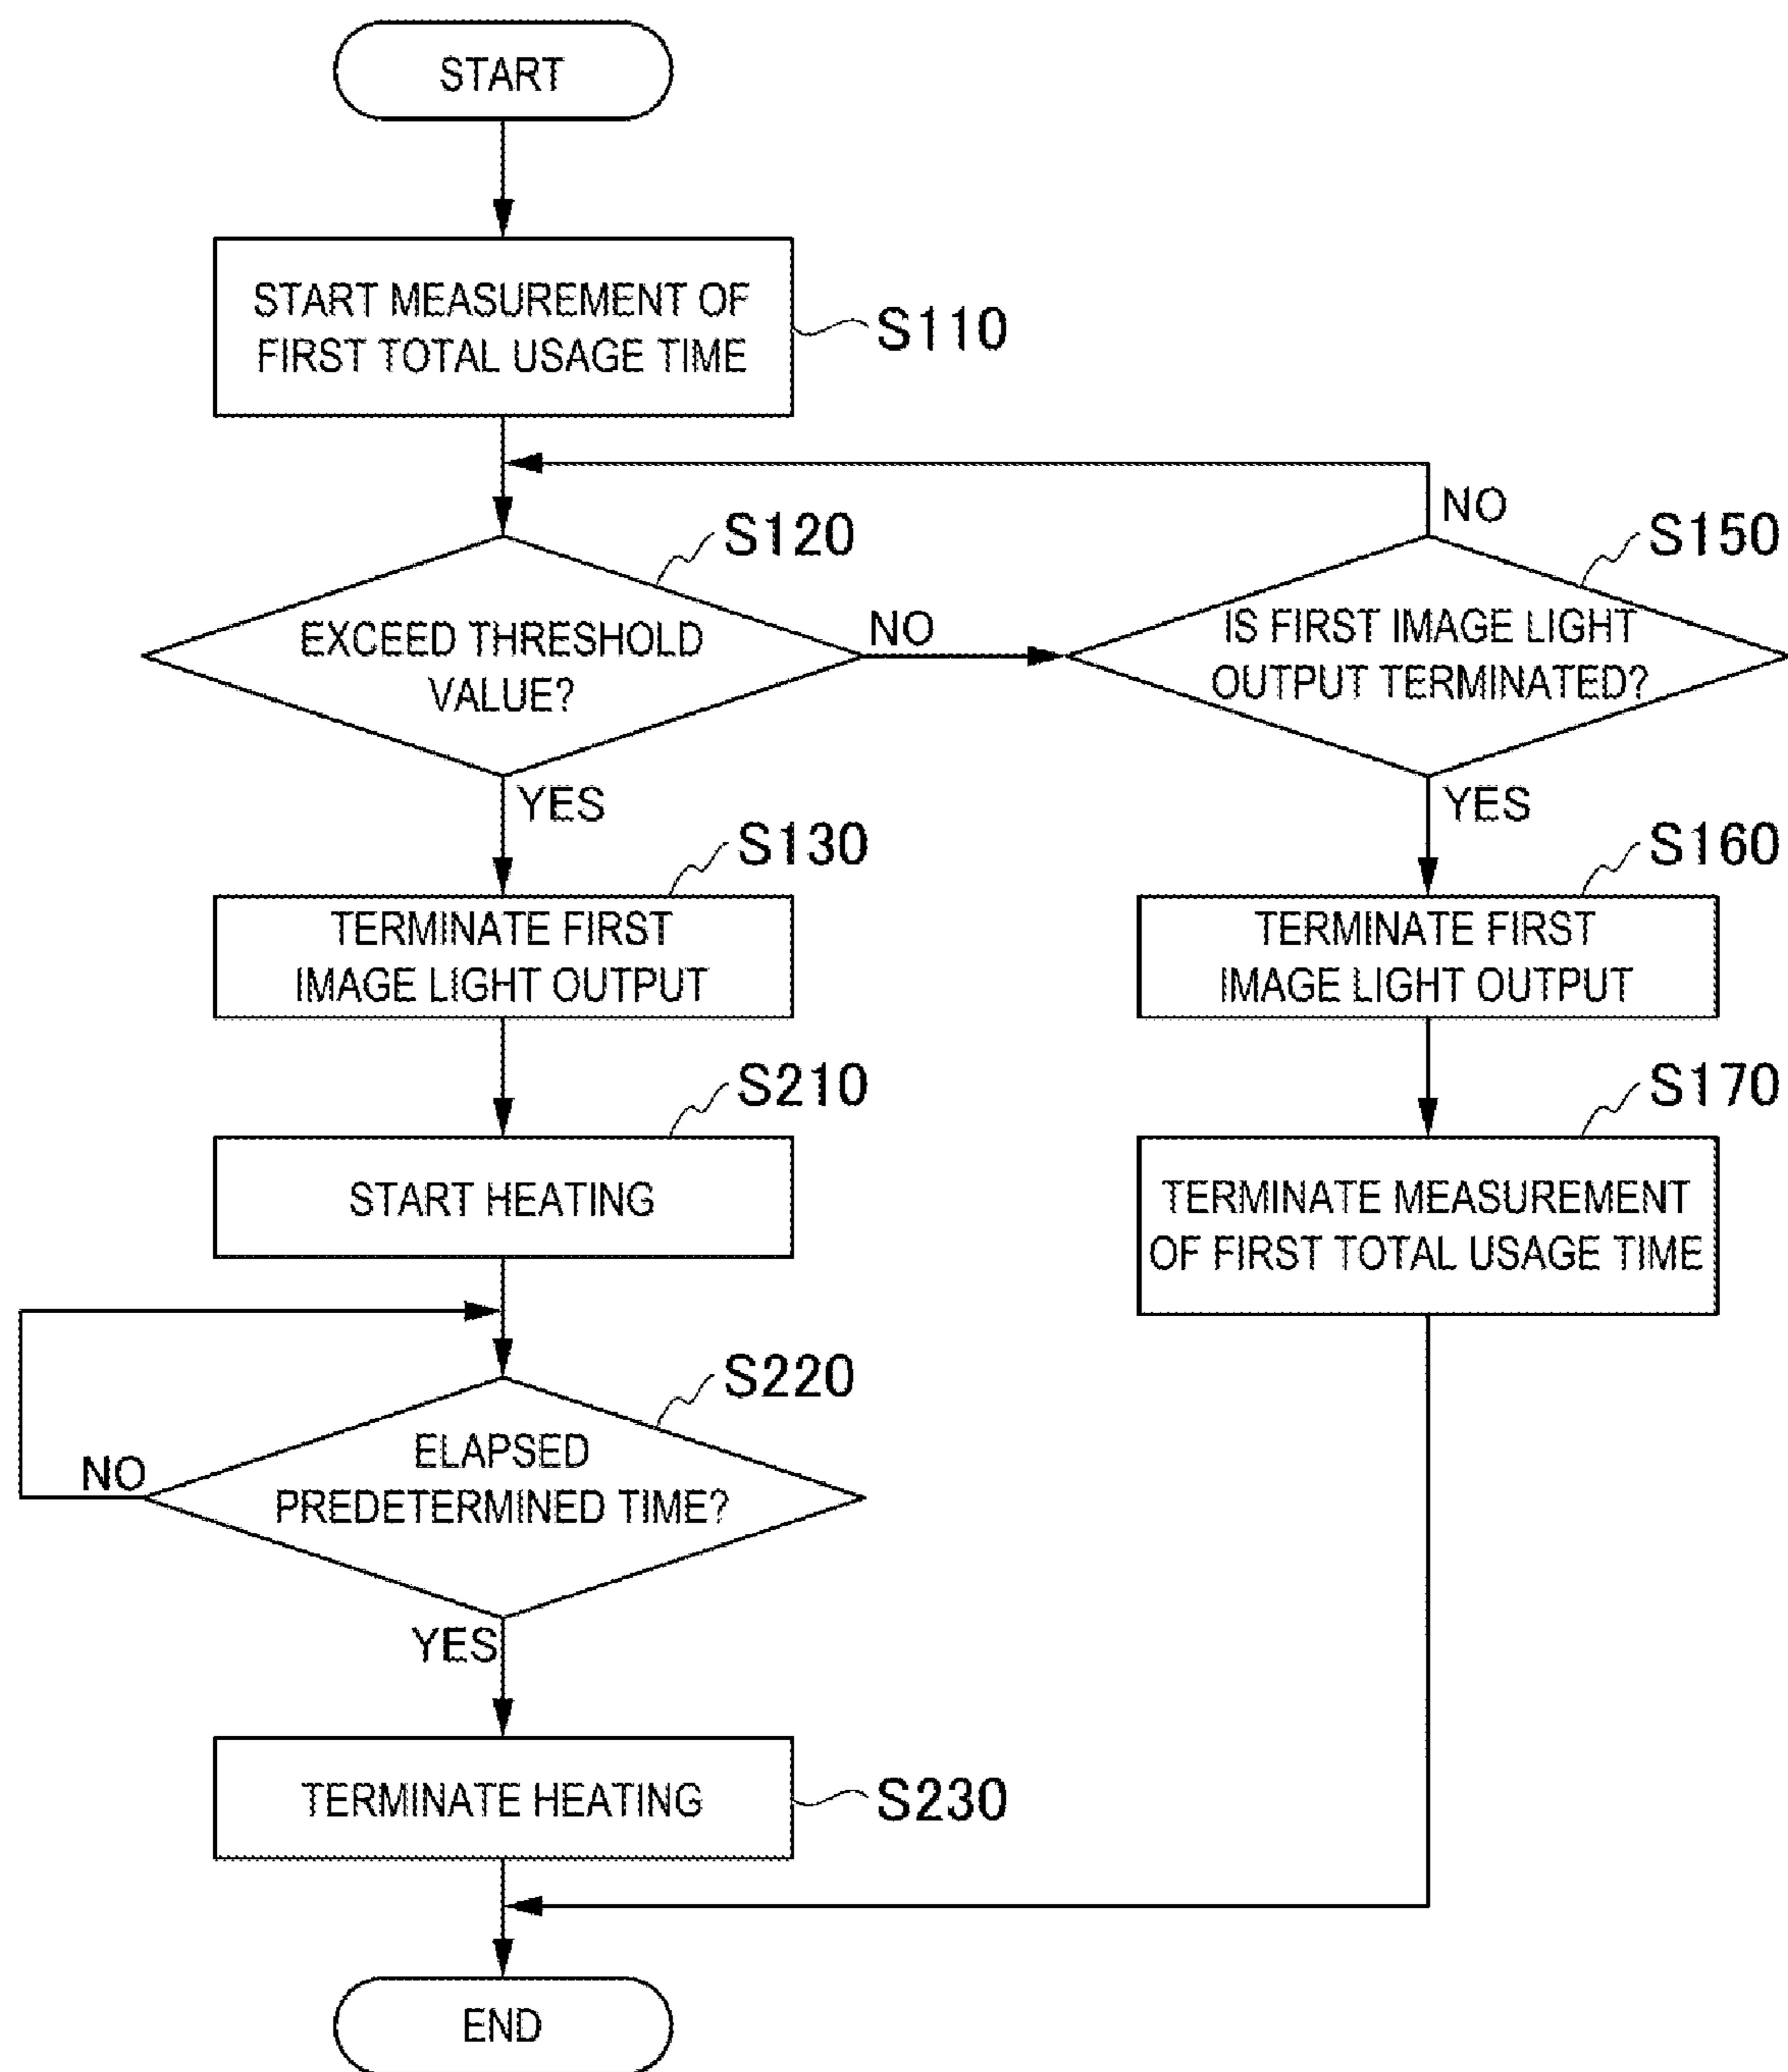 START
START MEASUREMENT OF
FIRST TOTAL USAGE TIME
S110
S120
EXCEED THRESHOLD
VALUE?
NO
YES
S150
IS FIRST IMAGE LIGHT
OUTPUT TERMINATED?
NO
YES
S130
TERMINATE FIRST
IMAGE LIGHT OUTPUT
S160
TERMINATE FIRST
IMAGE LIGHT OUTPUT
S210
START HEATING
S170
TERMINATE MEASUREMENT
OF FIRST TOTAL USAGE TIME
S220
ELAPSED
PREDETERMINED TIME?
NO
YES
TERMINATE HEATING
S230
END